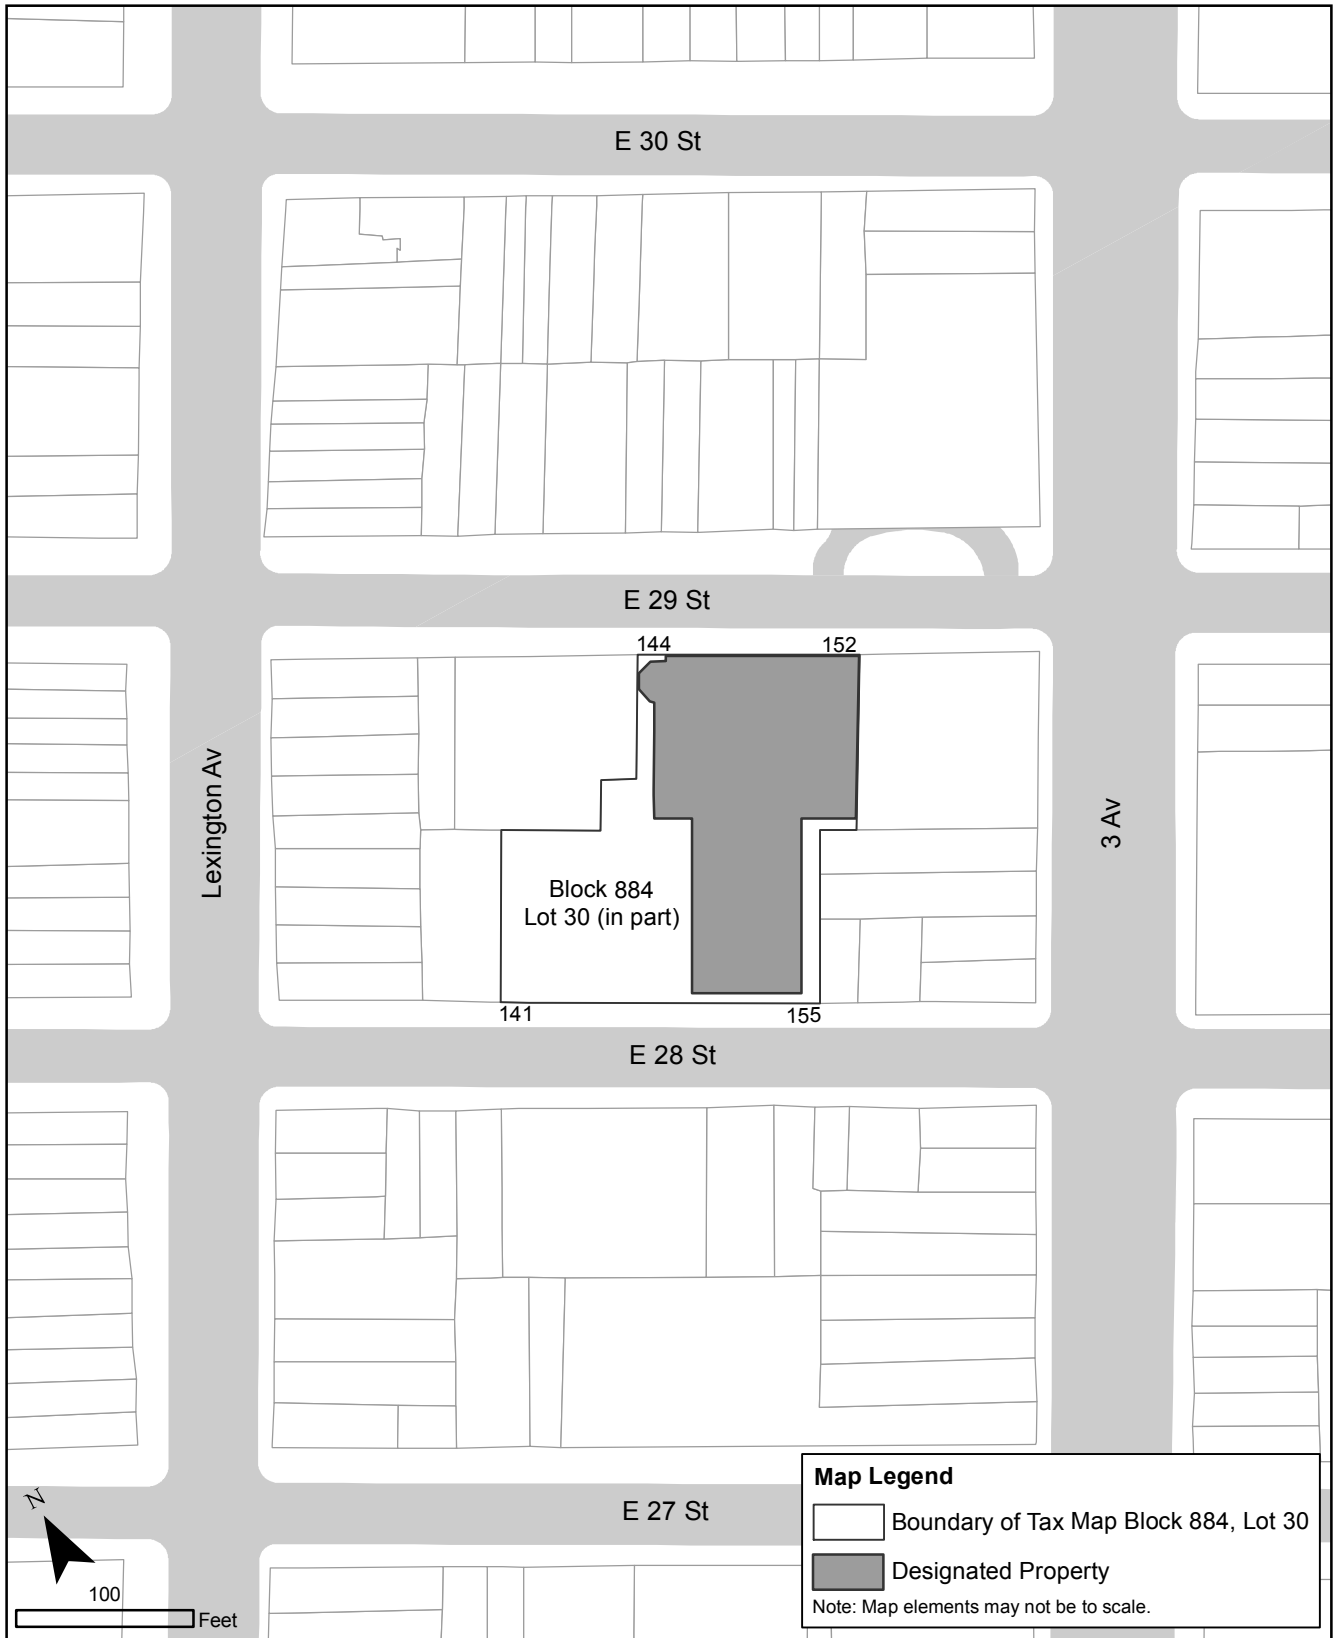 E 30 St
E 29 St
144
152
Lexington Av
3 Av
Block 884
Lot 30 (in part)
141
155
E 28 St
E 27 St
N
100
Feet
Map Legend
Boundary of Tax Map Block 884, Lot 30
Designated Property
Note: Map elements may not be to scale.